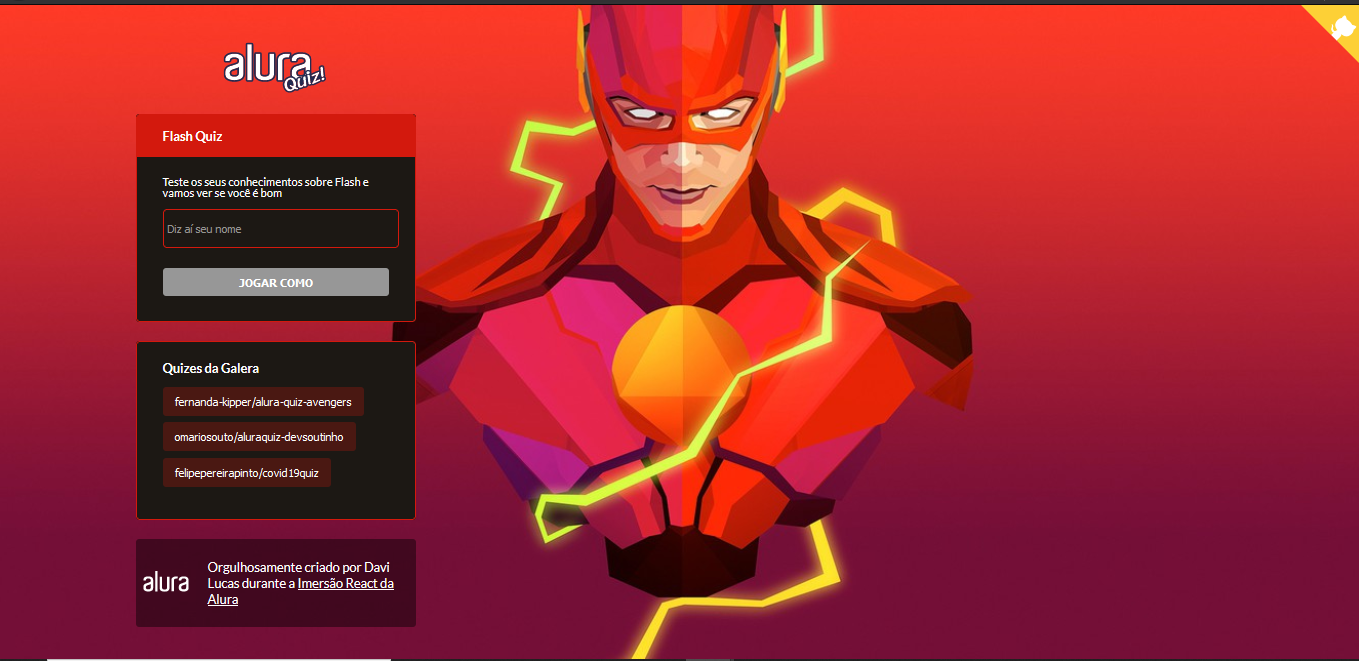 alura
Quiz!
Flash Quiz
Teste os seus conhecimentos sobre Flash e
vamos ver se você é bom
Diz aí seu nome
JOGAR COMO
Quizes da Galera
fernanda-kipper/alura-quiz-avengers
omariosouto/aluraquiz-devsoutinho
felipepereirapinto/covid19quiz
alura
Orgulhosamente criado por Davi
Lucas durante a Imersão React da
Alura